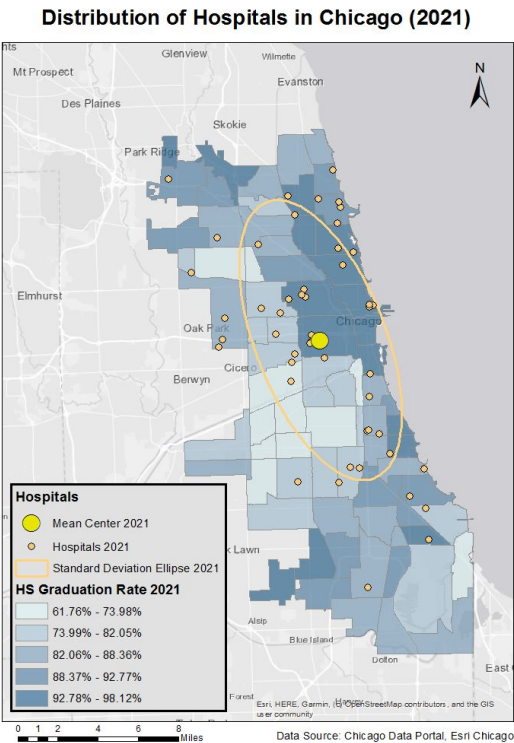 Distribution of Hospitals in Chicago (2021)
Glenview
Wilmette
Mt Prospect
Evanston
N
Des Plaines
Skokie
Park Ridge
Elmhurst
Chicago
Oak Park
Cicero
Berwyn
Hospitals
Mean Center 2021
Hospitals 2021
Standard Deviation Ellipse 2021
k Lawn
HS Graduation Rate 2021
61.76% - 73.98%
73.99% - 82.05%
82.06% - 88.36%
88.37% - 92.77%
92.78% - 98.12%
Alsip
Blue Island
Dolton
East C
Forest
Harvey
Esri, HERE, Garmin, (c) OpenStreetMap contributors, and the GIS
user community
0 1 2 4 6 8
Miles
Data Source: Chicago Data Portal, Esri Chicago